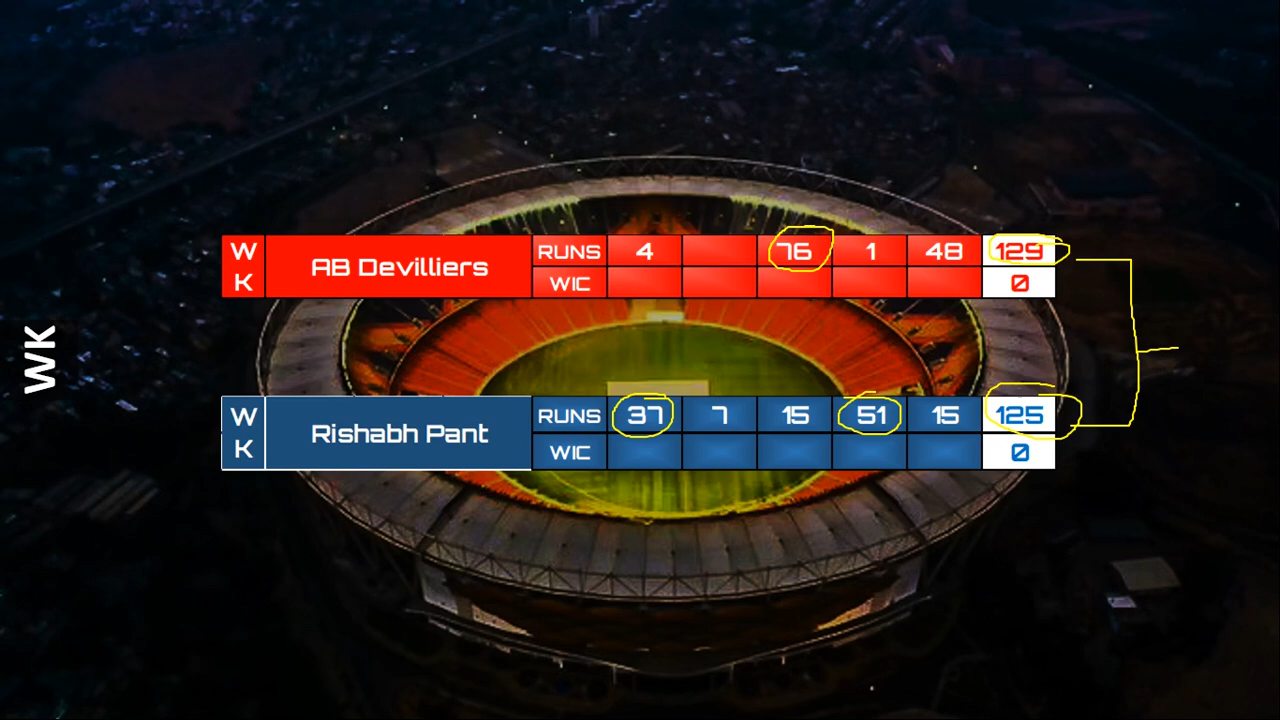 WK
W K AB Devilliers RUNS 4 76 1 48 129
WIC 0
W K Rishabh Pant RUNS 37 7 15 51 15 125
WIC 0